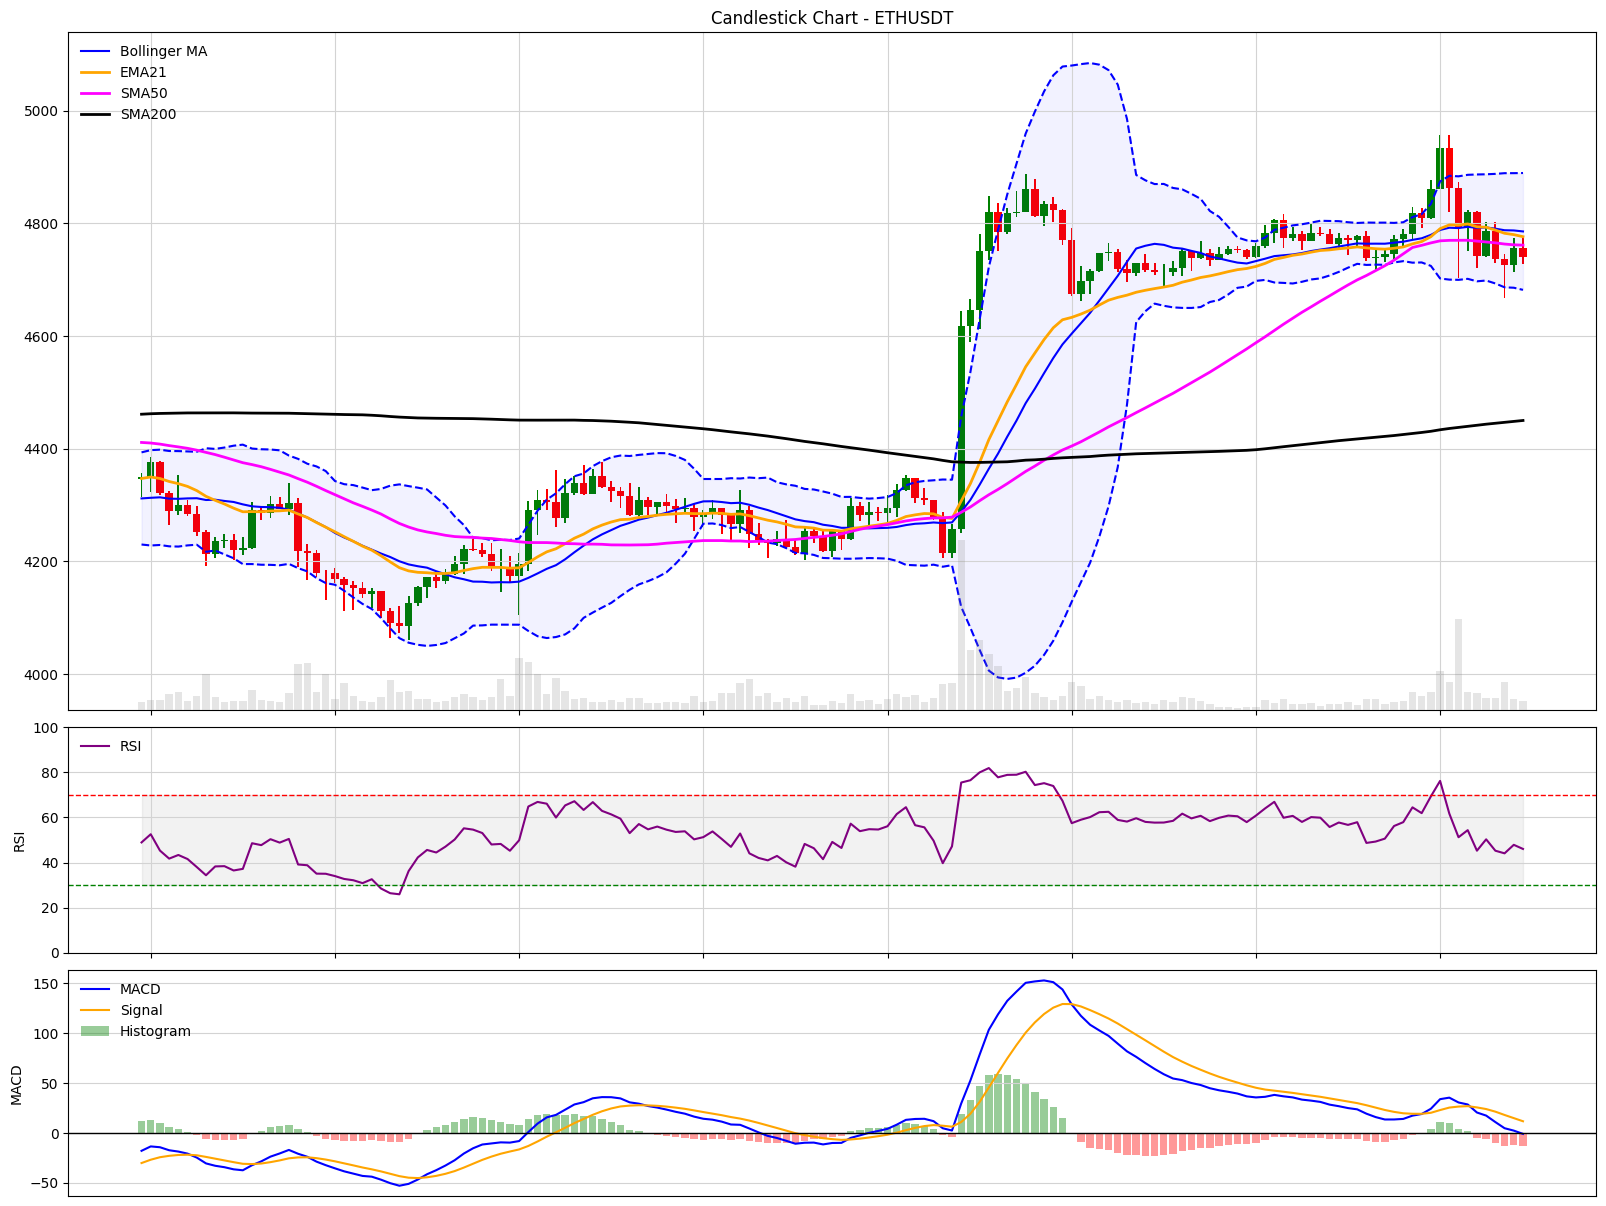 Candlestick Chart - ETHUSDT
Bollinger MA
EMA21
SMA50
SMA200
5000
4800
4600
4400
4200
4000
RSI
100
80
60
40
20
0
RSI
MACD
Signal
Histogram
150
100
50
0
−50
MACD